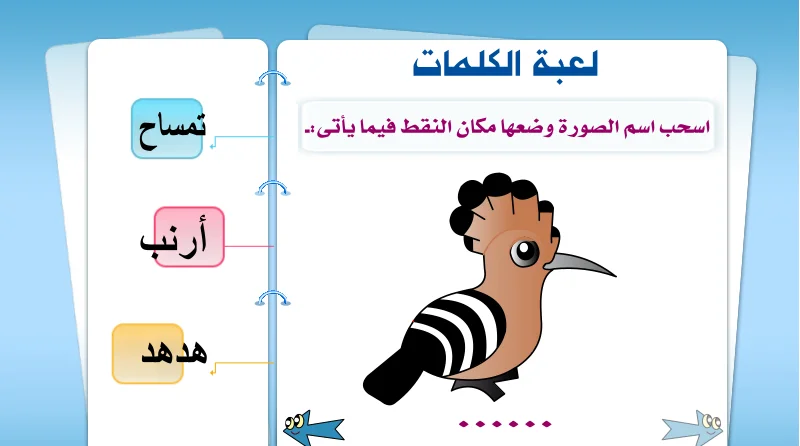 لعبة الكلمات
اسحب اسم الصورة وضعها مكان النقط فيما يأتى :ـ
تمساح
أرنب
هدهد